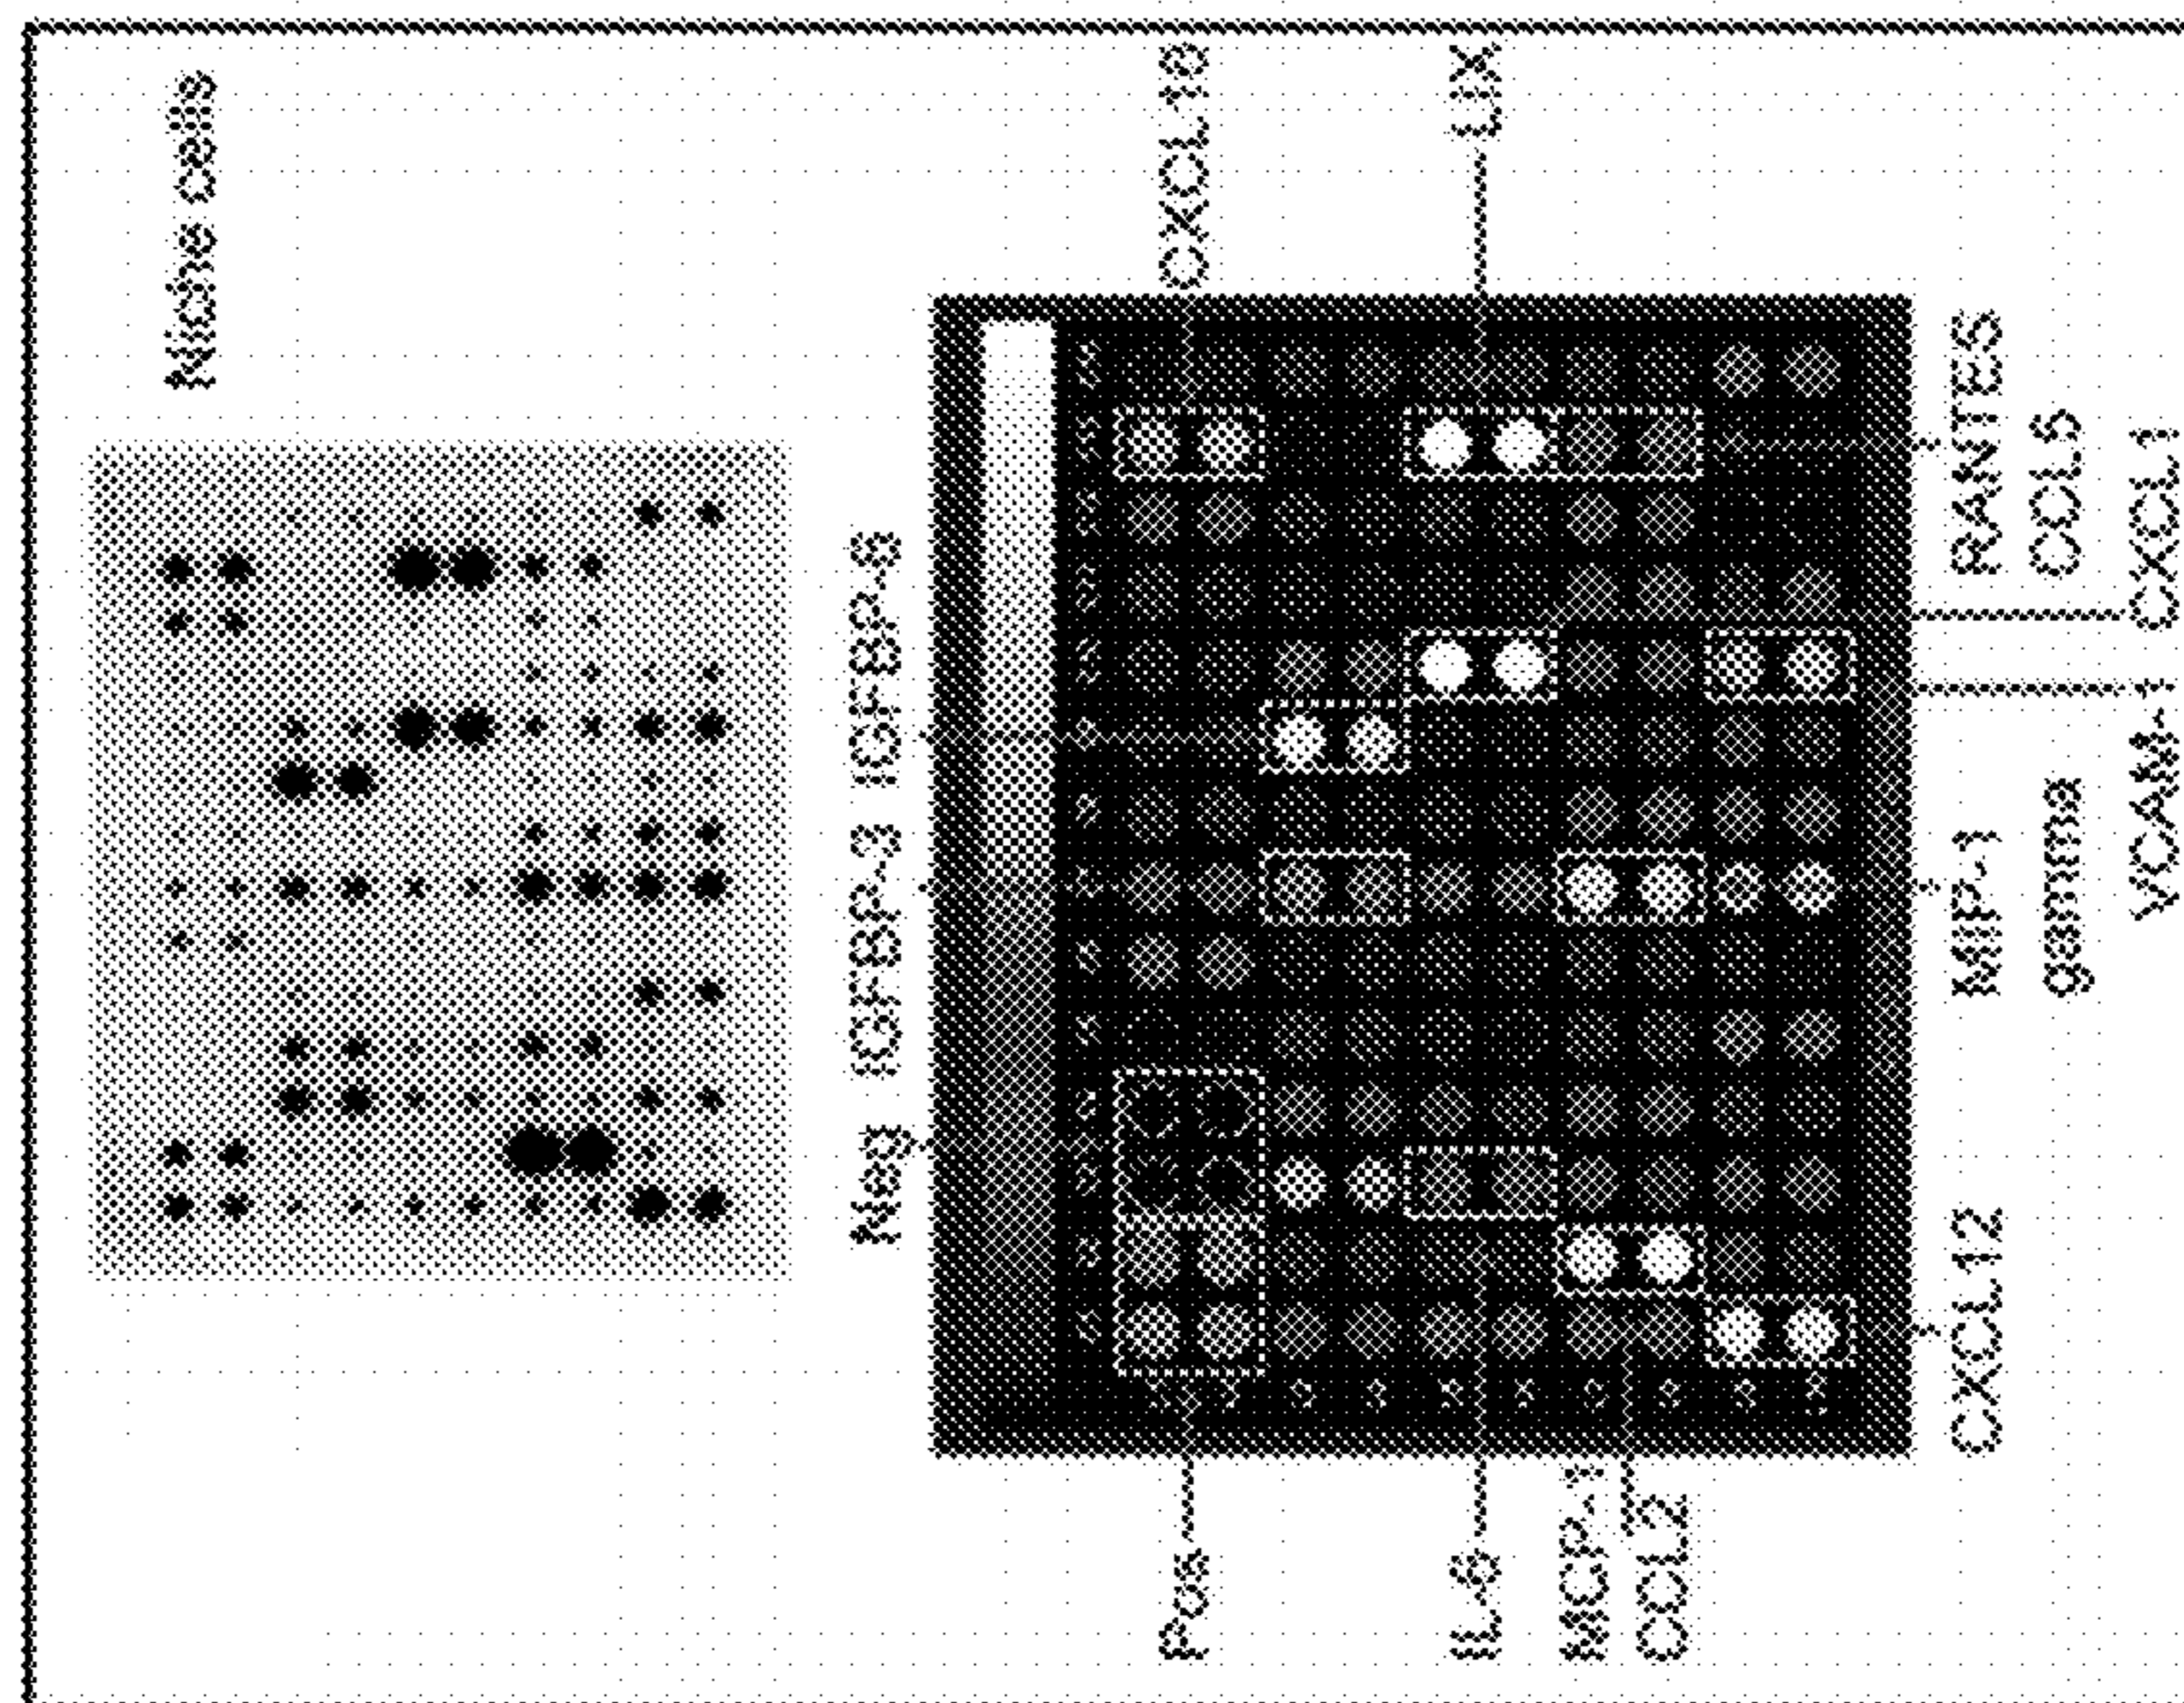 Niche cells
Neg IGFBP-3 IGFBP-5
Pos
CXCL10
IL-6
LIX
MCP-1
CCL2
CXCL12
MIP-1
gamma
RANTES
CCL5
VCAM-1
CXCL1